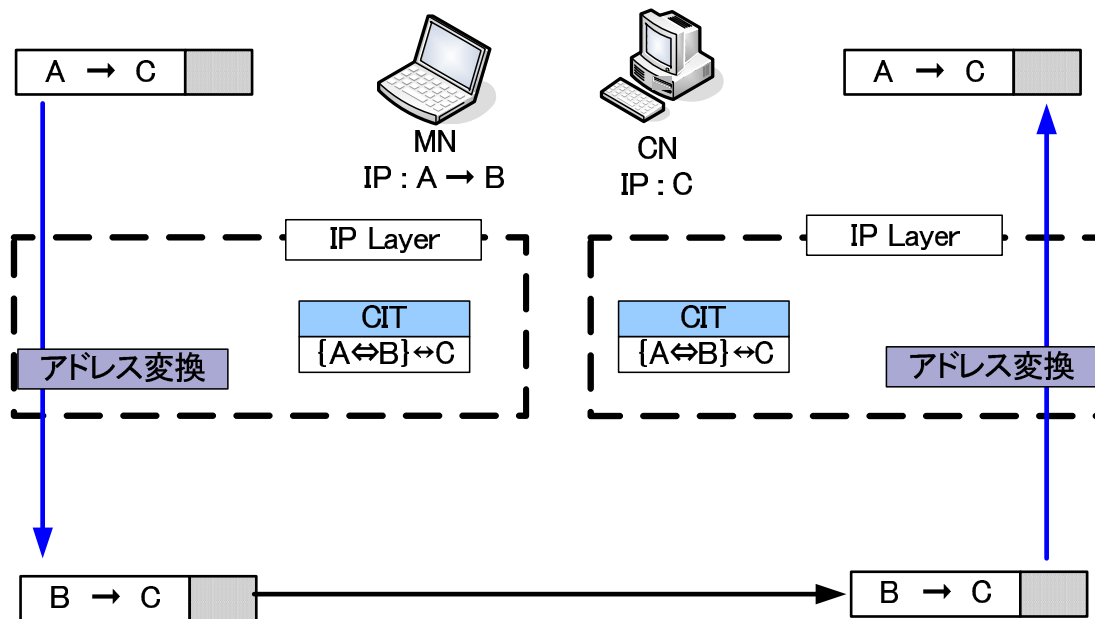 A → C
A → C
MN
IP : A → B
CN
IP : C
IP Layer
IP Layer
CIT
{A⇔B}↔C
CIT
{A⇔B}↔C
アドレス変換
アドレス変換
B → C
B → C